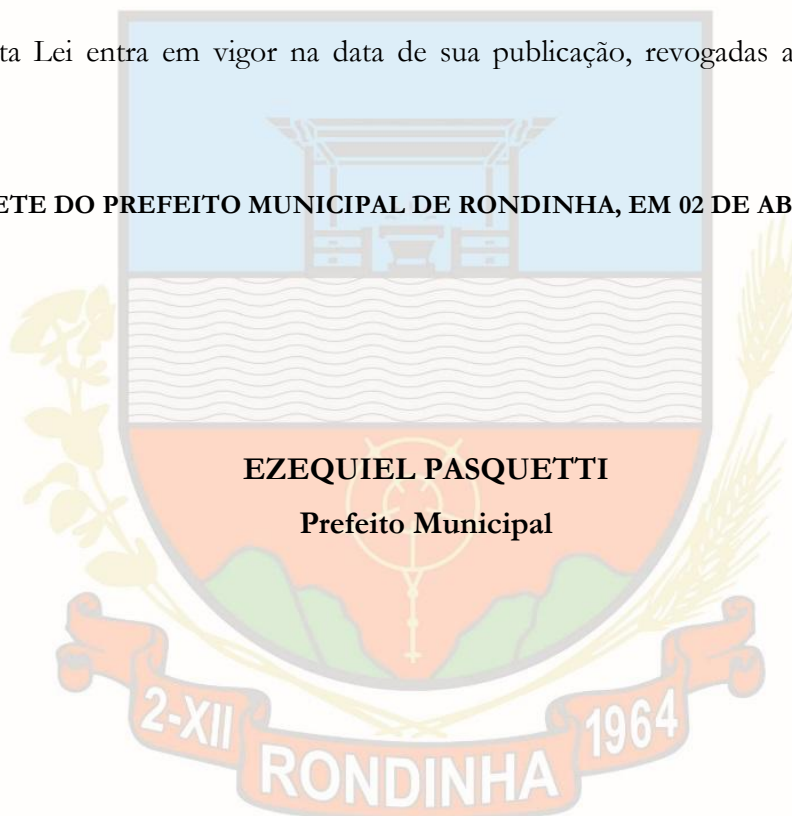 ta Lei entra em vigor na data de sua publicação, revogadas a
ETE DO PREFEITO MUNICIPAL DE RONDINHA, EM 02 DE AB
EZEQUIEL PASQUETTI
Prefeito Municipal
2-XII
1964
RONDINHA